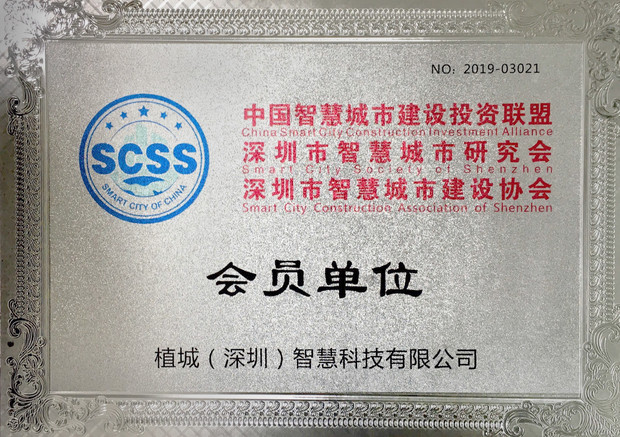 NO: 2019-03021
SCSS
SMART CITY OF CHINA
中国智慧城市建设投资联盟
China Smart City Construction Investment Alliance
深圳市智慧城市研究会
Smart City Society of Shenzhen
深圳市智慧城市建设协会
Smart City Construction Association of Shenzhen
会员单位
植城（深圳）智慧科技有限公司